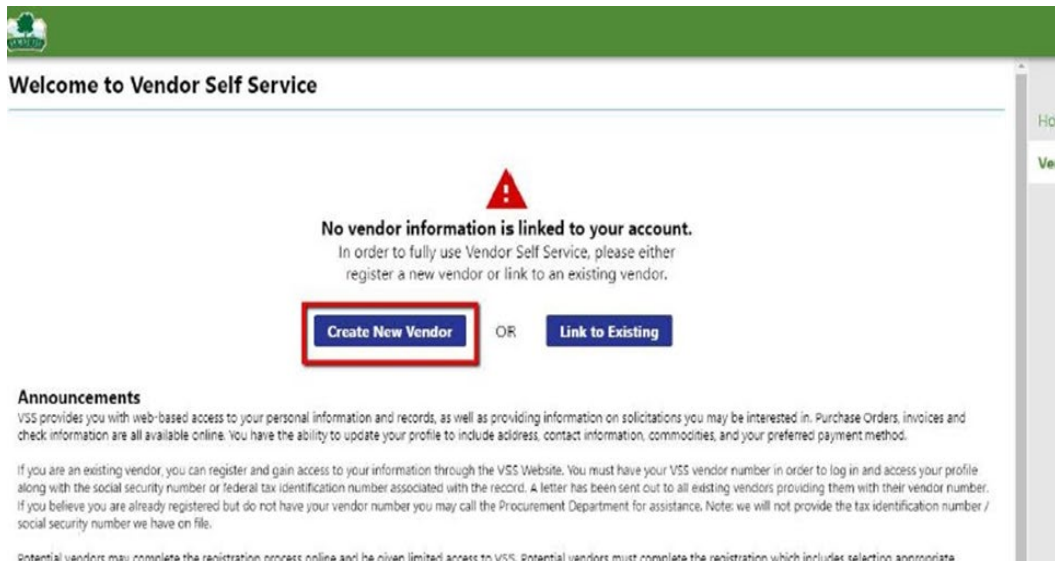 Welcome to Vendor Self Service
Ho
Ve
No vendor information is linked to your account.
In order to fully use Vendor Self Service, please either
register a new vendor or link to an existing vendor.
Create New Vendor OR Link to Existing
Announcements
VSS provides you with web-based access to your personal information and records, as well as providing information on solicitations you may be interested in. Purchase Orders, invoices and
check information are all available online. You have the ability to update your profile to include address, contact information, commodities, and your preferred payment method.
If you are an existing vendor, you can register and gain access to your information through the VSS Website. You must have your VSS vendor number in order to log in and access your profile
along with the social security number or federal tax identification number associated with the record. A letter has been sent out to all existing vendors providing them with their vendor number.
If you believe you are already registered but do not have your vendor number you may call the Procurement Department for assistance. Note: we will not provide the tax identification number /
social security number we have on file.
Potential vendors may complete the registration process online and be given limited access to VSS. Potential vendors must complete the registration which includes selecting appropriate